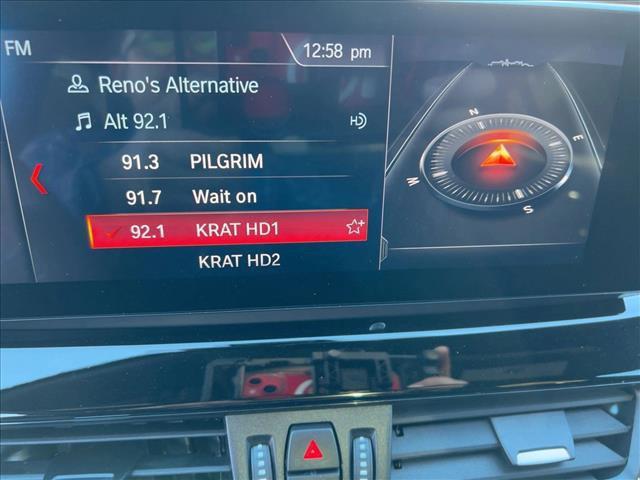 FM
12:58 pm
Reno's Alternative
Alt 92.1
HD
91.3 PILGRIM
91.7 Wait on
92.1 KRAT HD1
KRAT HD2
N
E
W
S